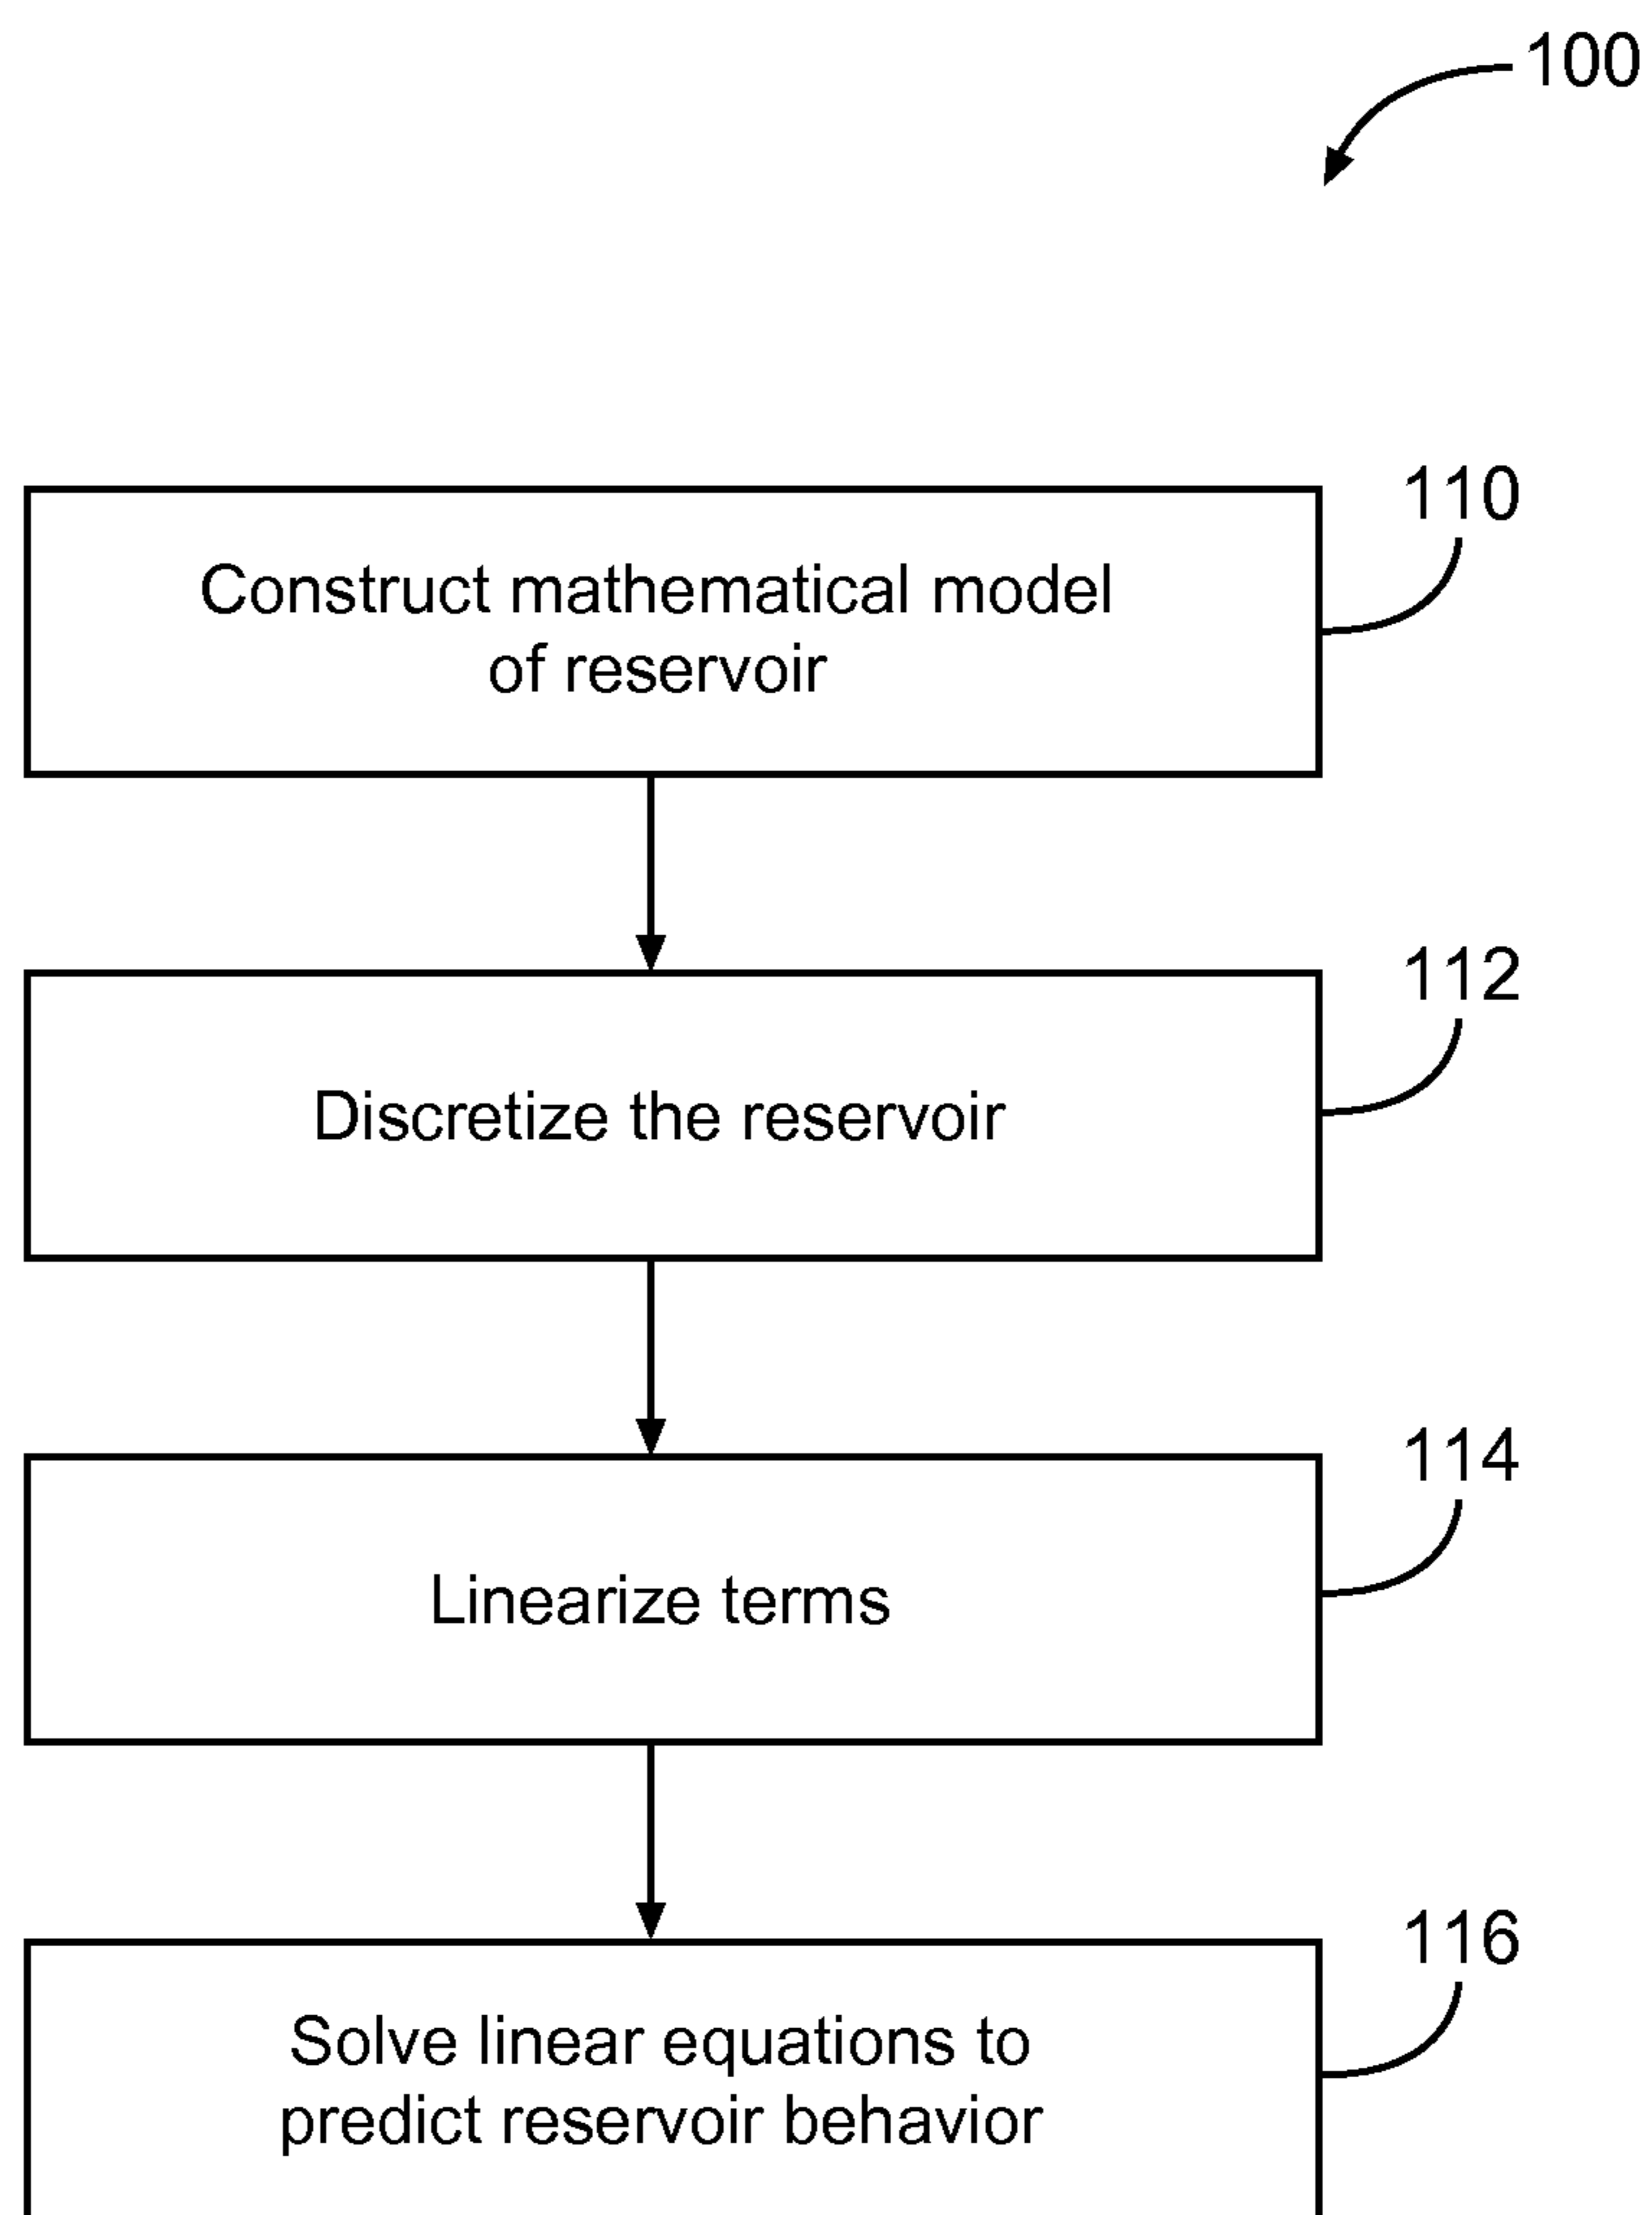 100
110
Construct mathematical model
of reservoir
112
Discretize the reservoir
114
Linearize terms
116
Solve linear equations to
predict reservoir behavior